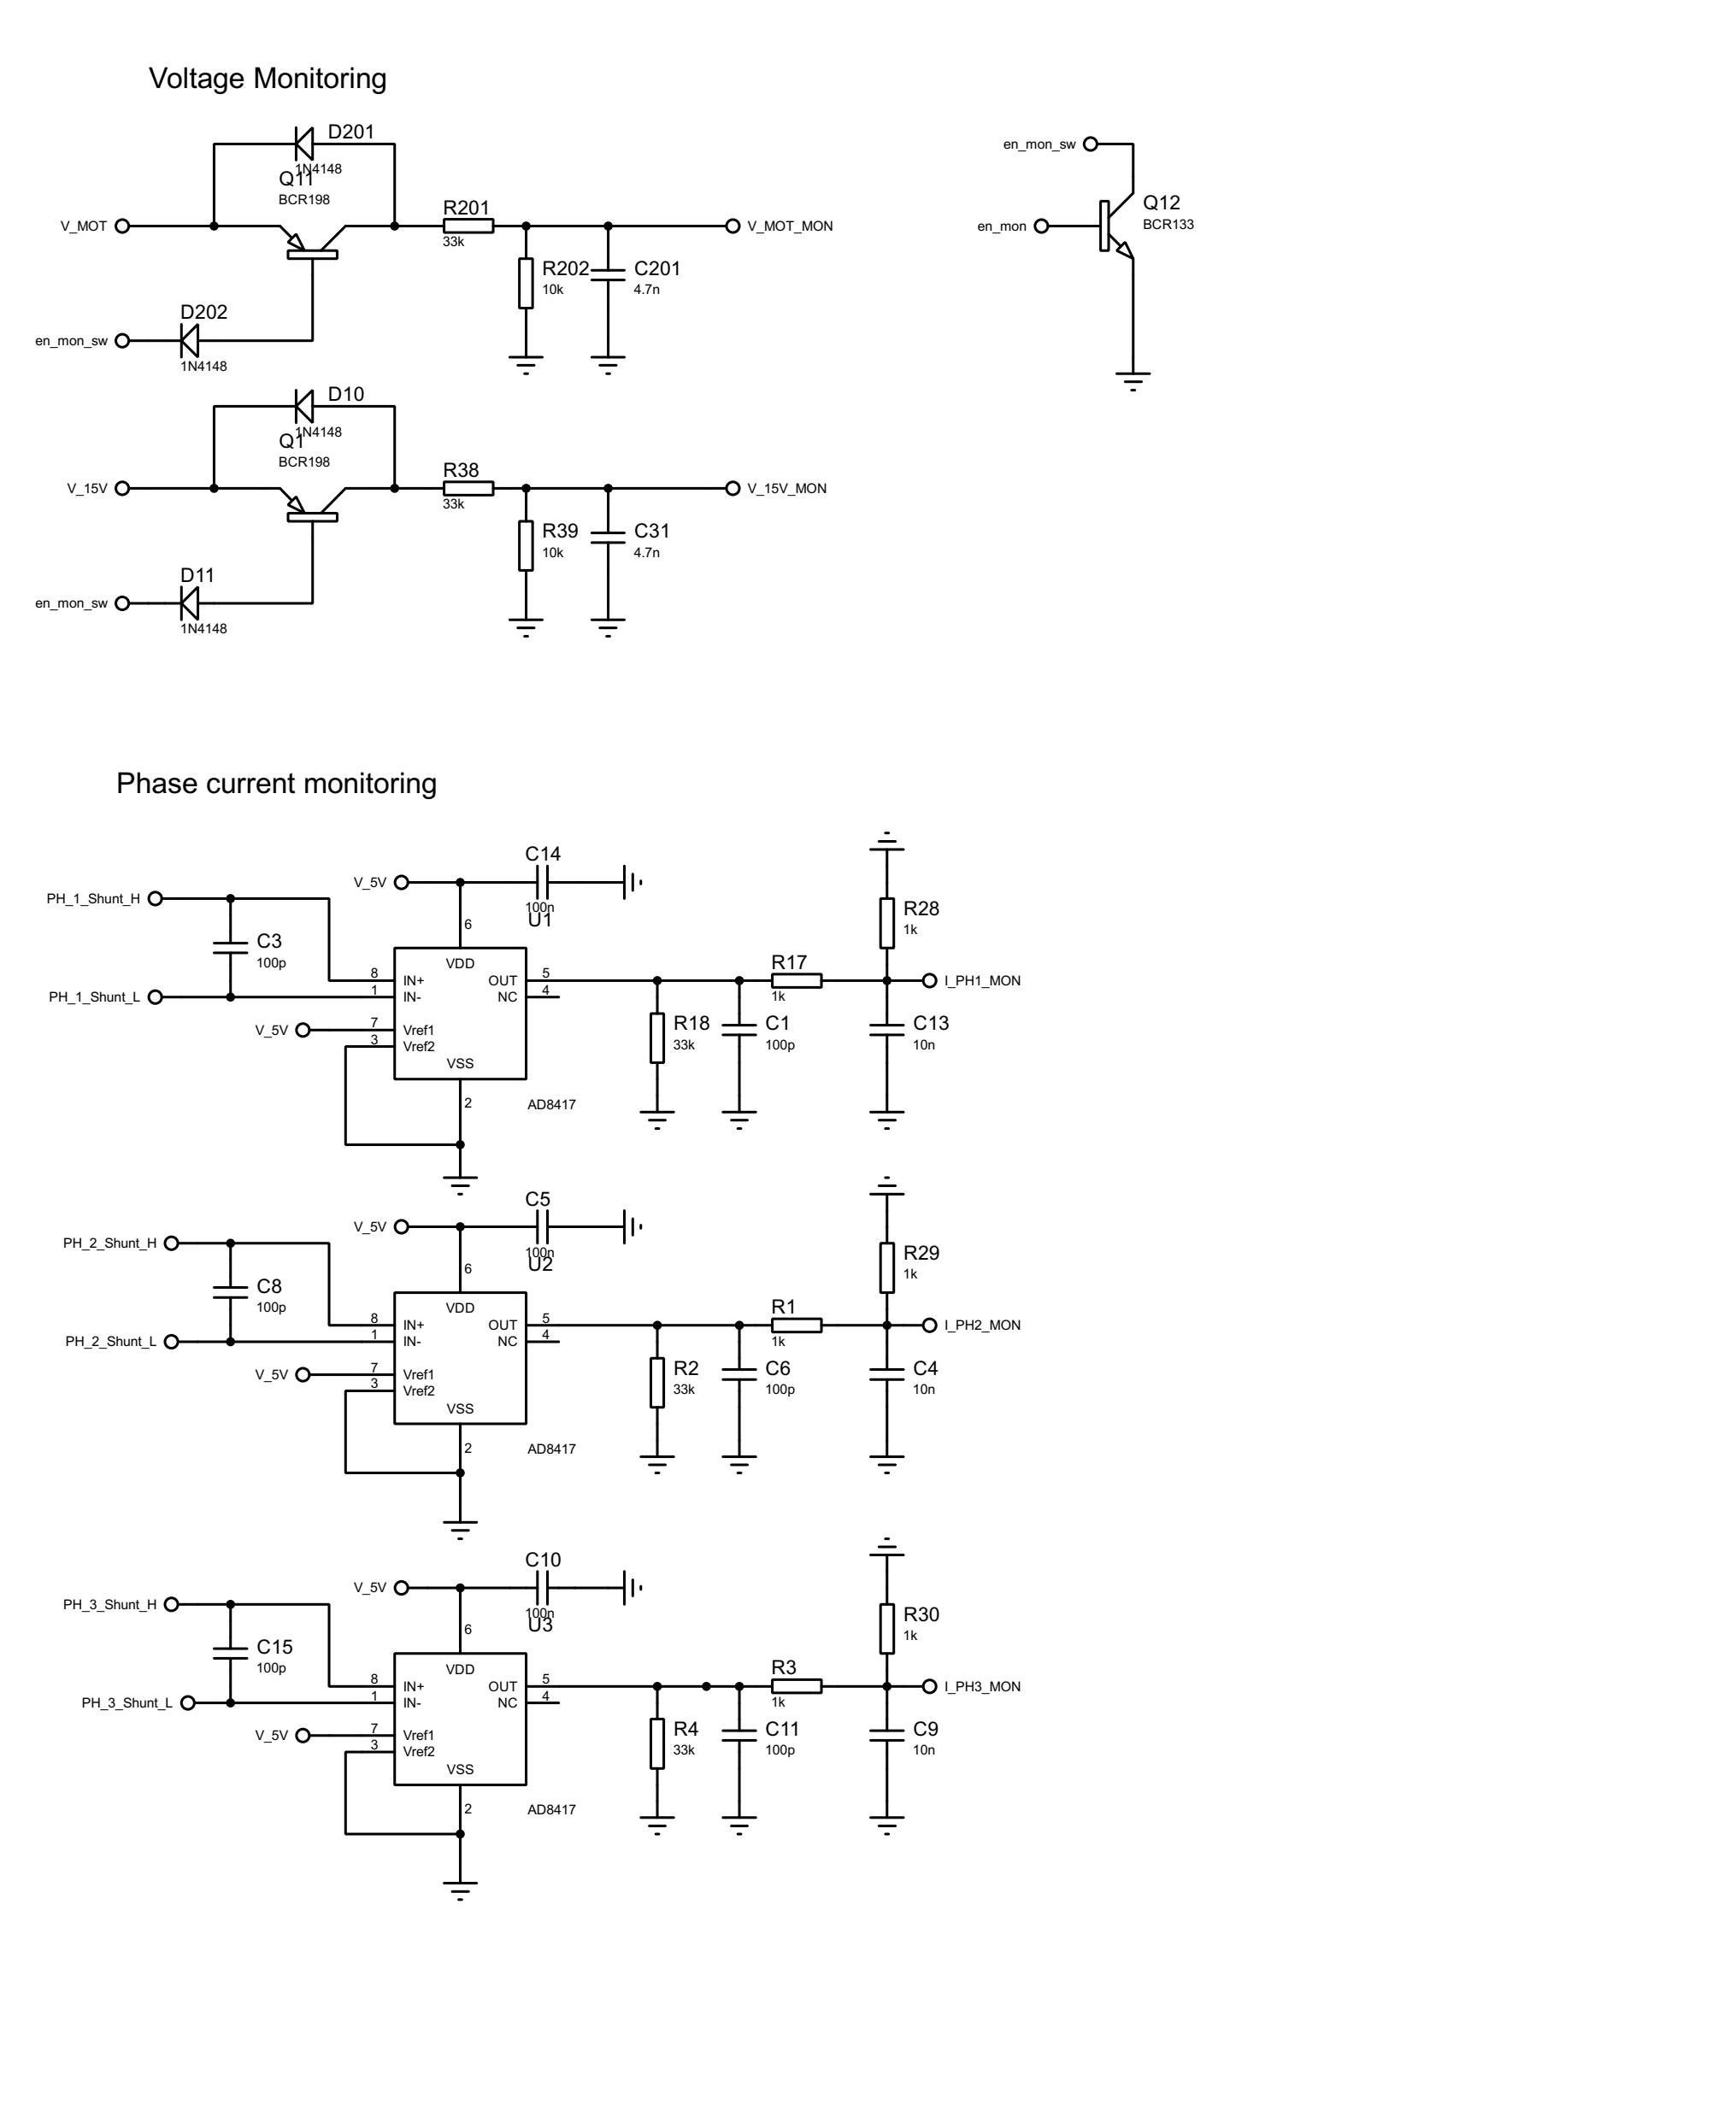 Voltage Monitoring
D201
1N4148
Q11
BCR198
V_MOT
R201
33k
V_MOT_MON
R202
10k
C201
4.7n
D202
en_mon_sw
1N4148
en_mon_sw
Q12
BCR133
en_mon
D10
1N4148
Q1
BCR198
V_15V
R38
33k
V_15V_MON
R39
10k
C31
4.7n
D11
en_mon_sw
1N4148
Phase current monitoring
C14
V_5V
100n
U1
PH_1_Shunt_H
6
R28
1k
C3
100p
VDD
R17
8
IN+
OUT
5
1k
I_PH1_MON
PH_1_Shunt_L
1
IN-
NC
4
V_5V
7
Vref1
3
Vref2
R18
33k
C1
100p
C13
10n
VSS
2
AD8417
C5
V_5V
100n
U2
PH_2_Shunt_H
6
R29
1k
C8
100p
VDD
R1
8
IN+
OUT
5
1k
I_PH2_MON
PH_2_Shunt_L
1
IN-
NC
4
V_5V
7
Vref1
3
Vref2
R2
33k
C6
100p
C4
10n
VSS
2
AD8417
C10
V_5V
100n
U3
PH_3_Shunt_H
6
R30
1k
C15
100p
VDD
R3
8
IN+
OUT
5
1k
I_PH3_MON
PH_3_Shunt_L
1
IN-
NC
4
V_5V
7
Vref1
3
Vref2
R4
33k
C11
100p
C9
10n
VSS
2
AD8417